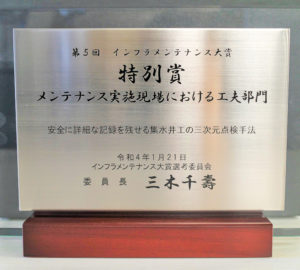 第5回 インフラメンテナンス大賞
特別賞
メンテナンス実施現場における工夫部門
安全に詳細な記録を残せる集水井工の三次元点検手法
令和4年1月21日
インフラメンテナンス大賞選考委員会
委員長 三木千壽